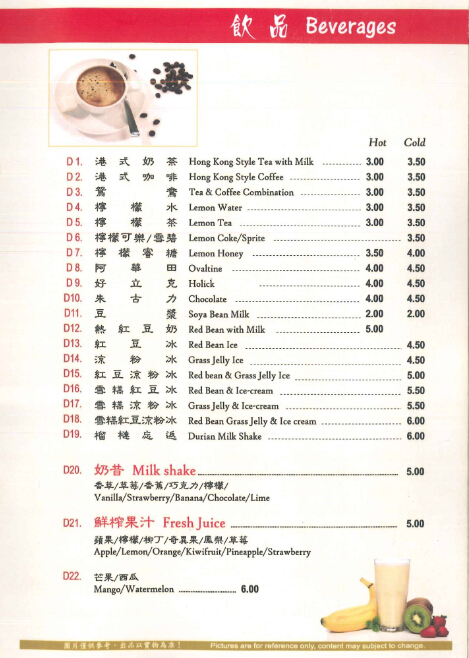 飲品 Beverages
Hot Cold
D 1. 港式奶茶 Hong Kong Style Tea with Milk 3.00 3.50
D 2. 港式咖啡 Hong Kong Style Coffee 3.00 3.50
D 3. 鴛鴦 Tea & Coffee Combination 3.00 3.50
D 4. 檸檬水 Lemon Water 3.00 3.50
D 5. 檸檬茶 Lemon Tea 3.00 3.50
D 6. 檸檬可樂/雪碧 Lemon Coke/Sprite 3.50
D 7. 檸檬蜜糖 Lemon Honey 3.50 4.00
D 8. 阿華田 Ovaltine 4.00 4.50
D 9. 好立克 Holick 4.00 4.50
D10. 朱古力 Chocolate 4.00 4.50
D11. 豆漿 Soya Bean Milk 2.00 2.00
D12. 熱紅豆奶 Red Bean with Milk 5.00
D13. 紅豆冰 Red Bean Ice 4.50
D14. 涼粉冰 Grass Jelly Ice 4.50
D15. 紅豆涼粉冰 Red bean & Grass Jelly Ice 5.00
D16. 雪糕紅豆冰 Red Bean & Ice-cream 5.50
D17. 雪糕涼粉冰 Grass Jelly & Ice-cream 5.50
D18. 雪糕紅豆涼粉冰 Red Bean Grass Jelly & Ice cream 6.00
D19. 榴槤忌廉 Durian Milk Shake 6.00
D20. 奶昔 Milk shake 5.00
香草/草莓/香蕉/巧克力/檸檬/
Vanilla/Strawberry/Banana/Chocolate/Lime
D21. 鮮榨果汁 Fresh Juice 5.00
蘋果/檸檬/柳丁/奇異果/鳳梨/草莓
Apple/Lemon/Orange/Kiwifruit/Pineapple/Strawberry
D22. 芒果/西瓜
Mango/Watermelon 6.00
圖片僅供參考，出品以實物為準！ Pictures are for reference only, content may subject to change.